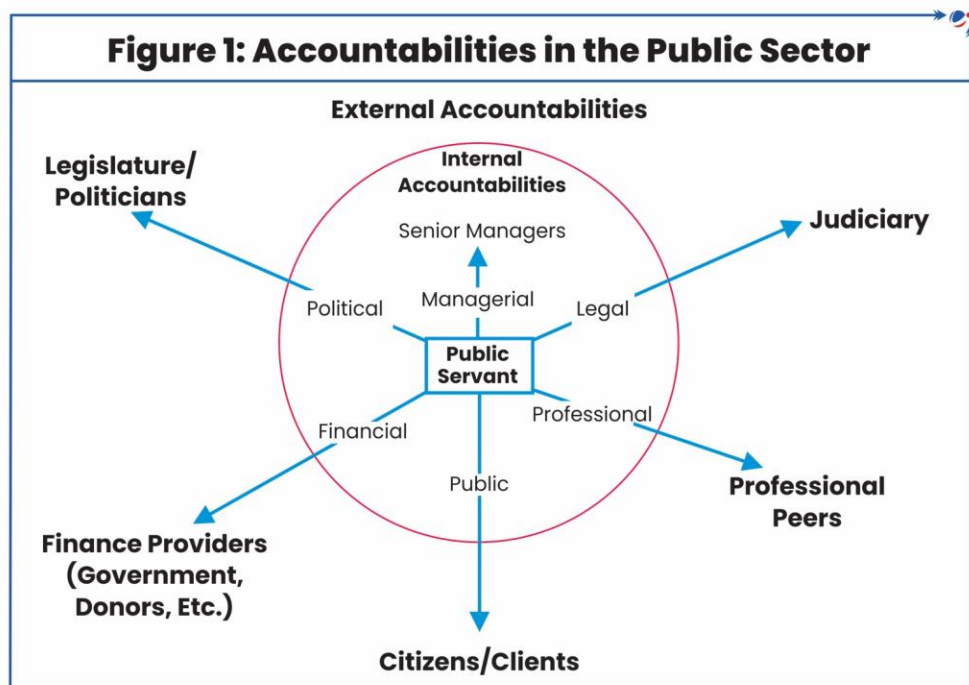 Figure 1: Accountabilities in the Public Sector
External Accountabilities
Internal
Accountabilities
Legislature/
Politicians
Senior Managers
Judiciary
Political
Managerial
Legal
Public
Servant
Financial
Professional
Public
Professional
Peers
Finance Providers
(Government,
Donors, Etc.)
Citizens/Clients